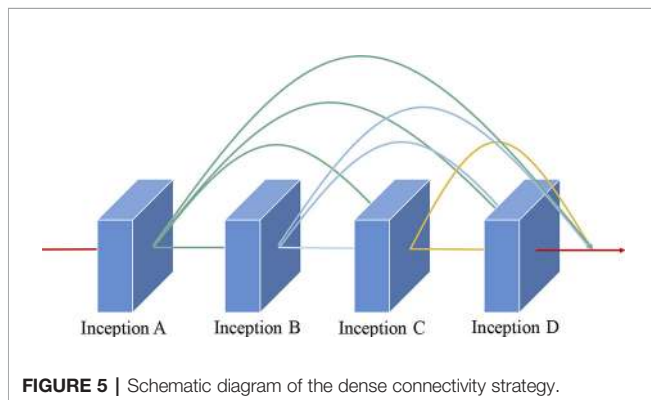 Inception A
Inception B
Inception C
Inception D
FIGURE 5 | Schematic diagram of the dense connectivity strategy.